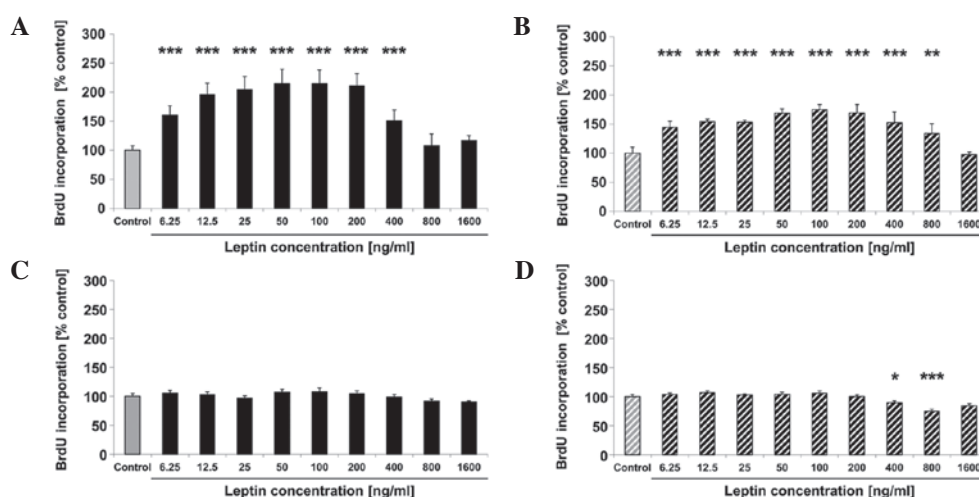 A
BrdU incorporation [% control]
300
250
200
150
100
50
0
*** *** *** *** *** *** ***
Control 6.25 12.5 25 50 100 200 400 800 1600
Leptin concentration [ng/ml]
B
BrdU incorporation [% control]
300
250
200
150
100
50
0
*** *** *** *** *** *** *** **
Control 6.25 12.5 25 50 100 200 400 800 1600
Leptin concentration [ng/ml]
C
BrdU incorporation [% control]
300
250
200
150
100
50
0
Control 6.25 12.5 25 50 100 200 400 800 1600
Leptin concentration [ng/ml]
D
BrdU incorporation [% control]
300
250
200
150
100
50
0
* ***
Control 6.25 12.5 25 50 100 200 400 800 1600
Leptin concentration [ng/ml]